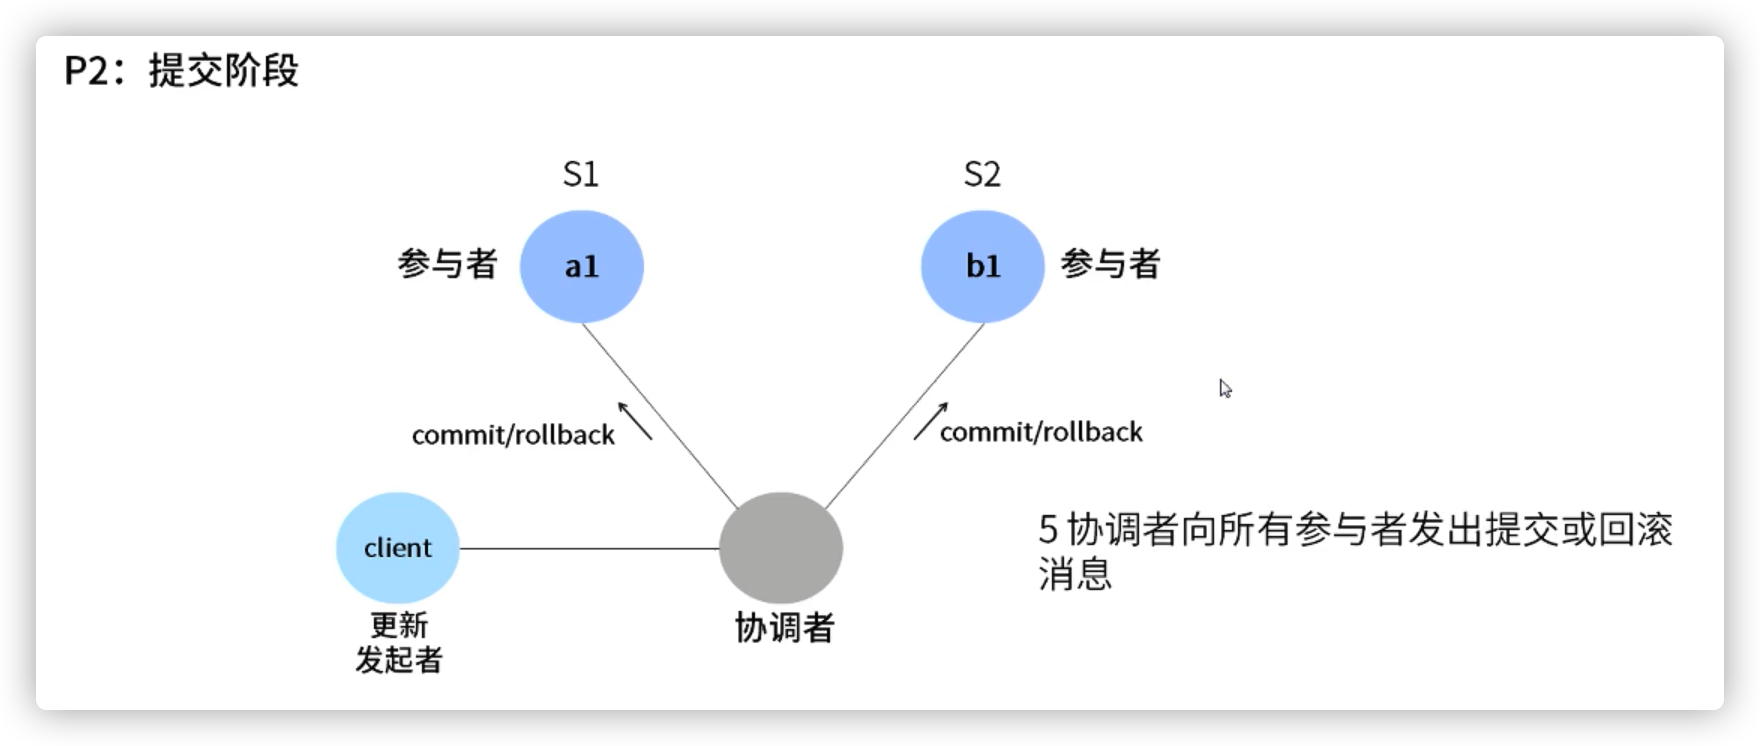 P2：提交阶段
S1
S2
参与者
a1
b1
参与者
commit/rollback
commit/rollback
client
5 协调者向所有参与者发出提交或回滚
消息
更新
发起者
协调者